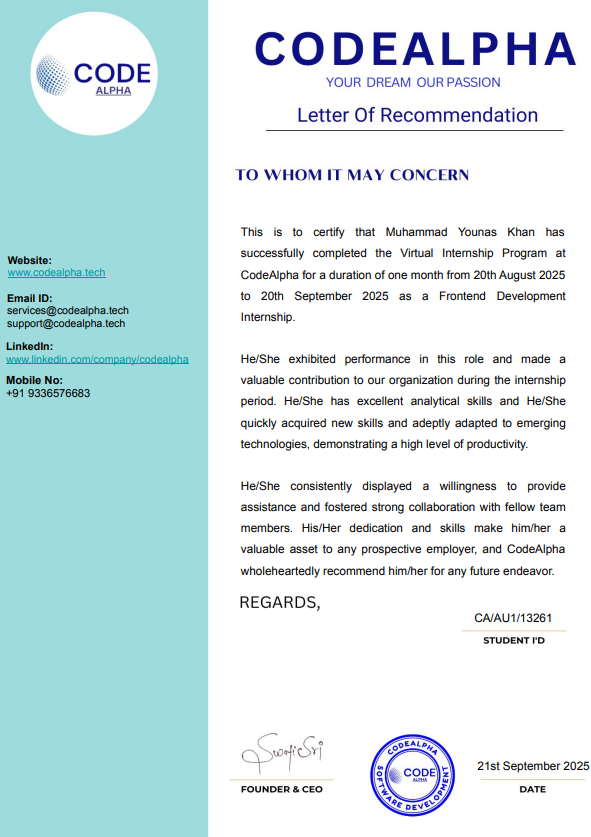 CODE
ALPHA
CODEALPHA
YOUR DREAM OUR PASSION
Letter Of Recommendation
TO WHOM IT MAY CONCERN
This is to certify that Muhammad Younas Khan has
successfully completed the Virtual Internship Program at
CodeAlpha for a duration of one month from 20th August 2025
to 20th September 2025 as a Frontend Development
Internship.
He/She exhibited performance in this role and made a
valuable contribution to our organization during the internship
period. He/She has excellent analytical skills and He/She
quickly acquired new skills and adeptly adapted to emerging
technologies, demonstrating a high level of productivity.
He/She consistently displayed a willingness to provide
assistance and fostered strong collaboration with fellow team
members. His/Her dedication and skills make him/her a
valuable asset to any prospective employer, and CodeAlpha
wholeheartedly recommend him/her for any future endeavor.
REGARDS,
Website:
www.codealpha.tech
Email ID:
services@codealpha.tech
support@codealpha.tech
LinkedIn:
www.linkedin.com/company/codealpha
Mobile No:
+91 9336576683
CA/AU1/13261
STUDENT I'D
Swati Sri
FOUNDER & CEO
CODEALPHA
CODE
ALPHA
SOFTWARE DEVELOPMENT
21st September 2025
DATE